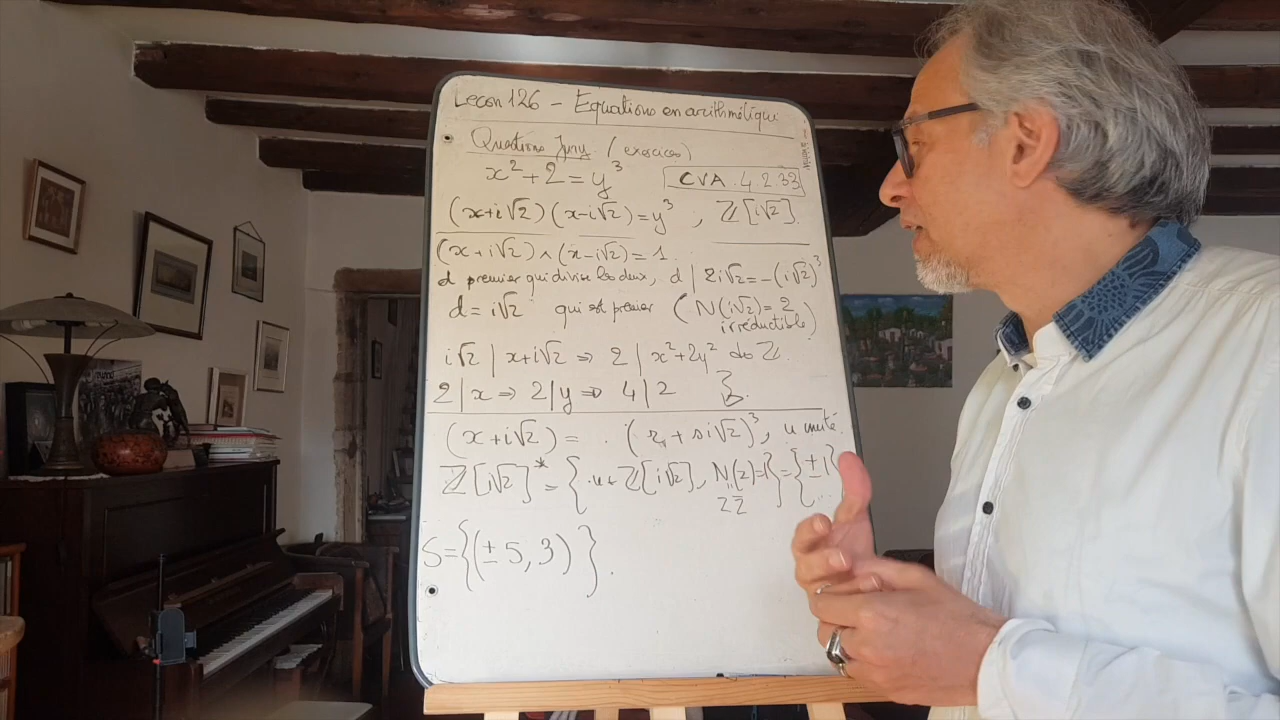 Leçon 126 - Equations en arithmétique
Questions Jury (exercices)
x² + 2 = y³ CVA 4.2.33
(x+i√2)(x-i√2) = y³ ; ℤ[i√2].
(x+i√2) ∧ (x-i√2) = 1.
d premier qui divise les deux, d | 2i√2 = -(i√2)³
d = i√2 qui est premier (N(i√2) = 2
irréductible)
i√2 | x+i√2 ⇒ 2 | x²+2y² ds ℤ.
2 | x ⇒ 2 | y ⇒ 4 | 2
(x+i√2) = . (r + si√2)³, u unité.
ℤ[i√2]* = { u ∈ ℤ[i√2], N(z)=1 } = {±1}
z z̄
S = {(±5, 3)}.